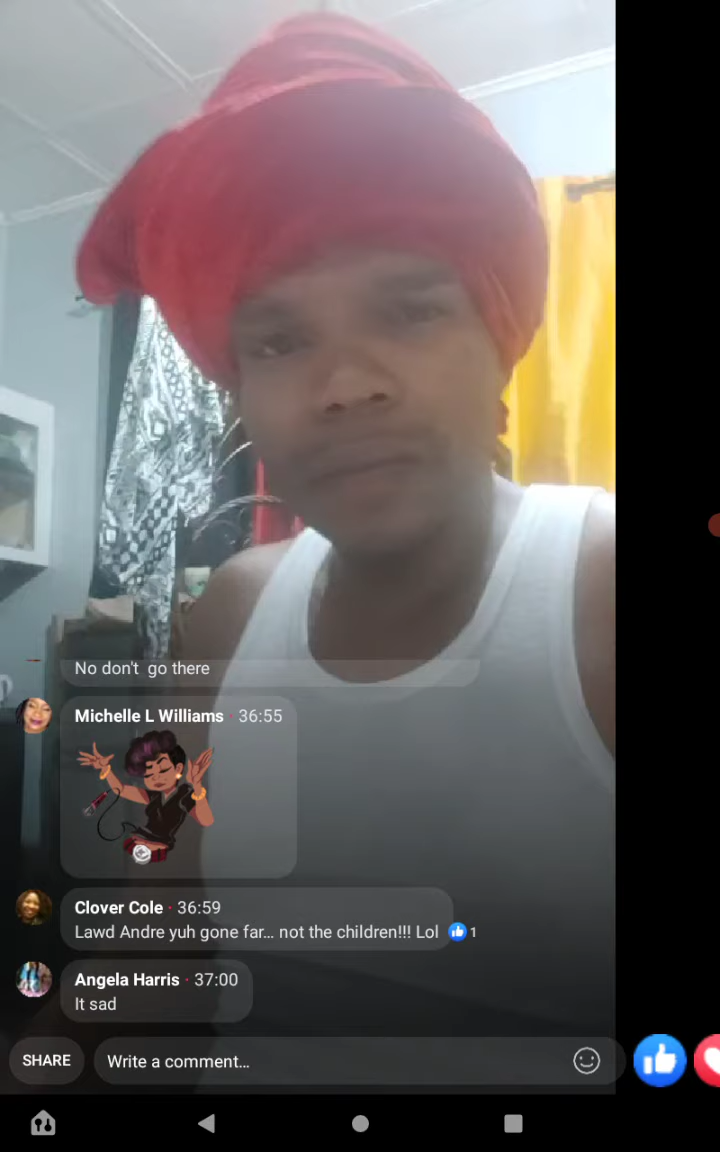 No don't go there
Michelle L Williams · 36:55
Clover Cole · 36:59
Lawd Andre yuh gone far... not the children!!! Lol 1
Angela Harris · 37:00
It sad
SHARE Write a comment...